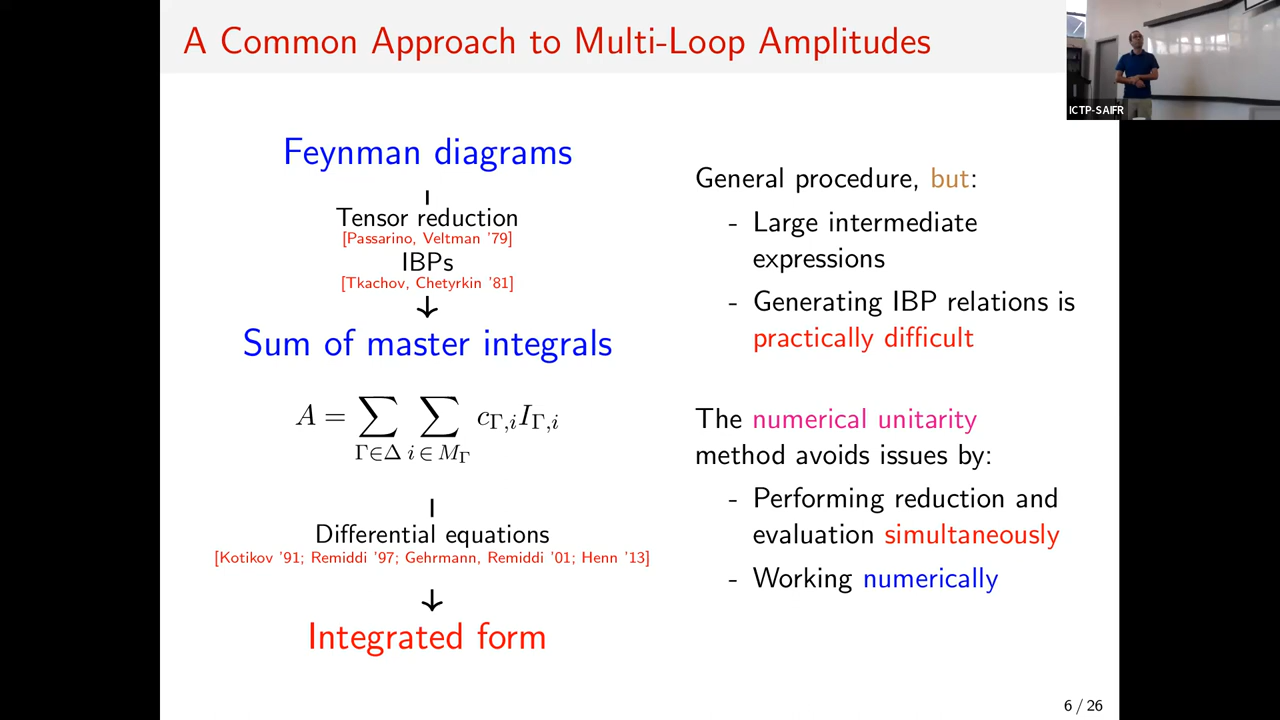 A Common Approach to Multi-Loop Amplitudes
ICTP-SAIFR
Feynman diagrams
Tensor reduction
[Passarino, Veltman '79]
IBPs
[Tkachov, Chetyrkin '81]
Sum of master integrals
A = ∑_{Γ∈Δ} ∑_{i∈M_Γ} c_{Γ,i} I_{Γ,i}
Differential equations
[Kotikov '91; Remiddi '97; Gehrmann, Remiddi '01; Henn '13]
Integrated form
General procedure, but:
- Large intermediate
expressions
- Generating IBP relations is
practically difficult
The numerical unitarity
method avoids issues by:
- Performing reduction and
evaluation simultaneously
- Working numerically
6 / 26